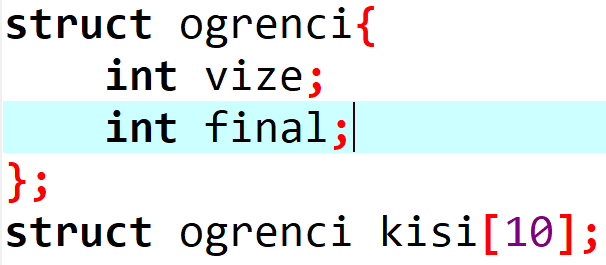 struct ogrenci{
    int vize;
    int final;
};
struct ogrenci kisi[10];